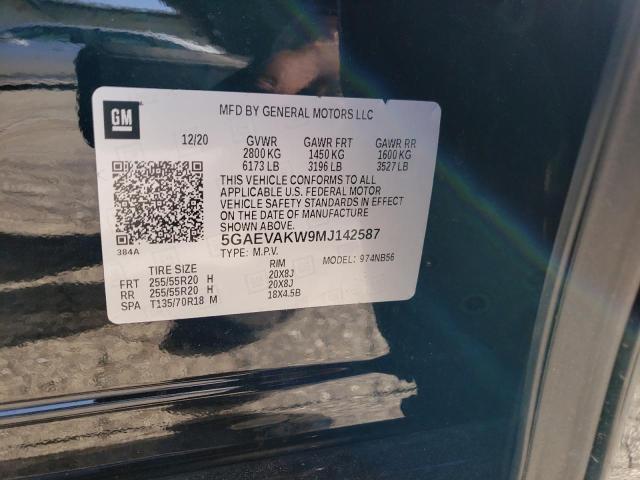 GM
MFD BY GENERAL MOTORS LLC
12/20 GVWR GAWR FRT GAWR RR
2800 KG 1450 KG 1600 KG
6173 LB 3196 LB 3527 LB
THIS VEHICLE CONFORMS TO ALL
APPLICABLE U.S. FEDERAL MOTOR
VEHICLE SAFETY STANDARDS IN EFFECT
ON THE DATE OF MANUFACTURE
384A
5GAEVAKW9MJ142587
TYPE: M.P.V. MODEL: 974NB56
TIRE SIZE RIM
FRT 255/55R20 H 20X8J
RR 255/55R20 H 20X8J
SPA T135/70R18 M 18X4.5B